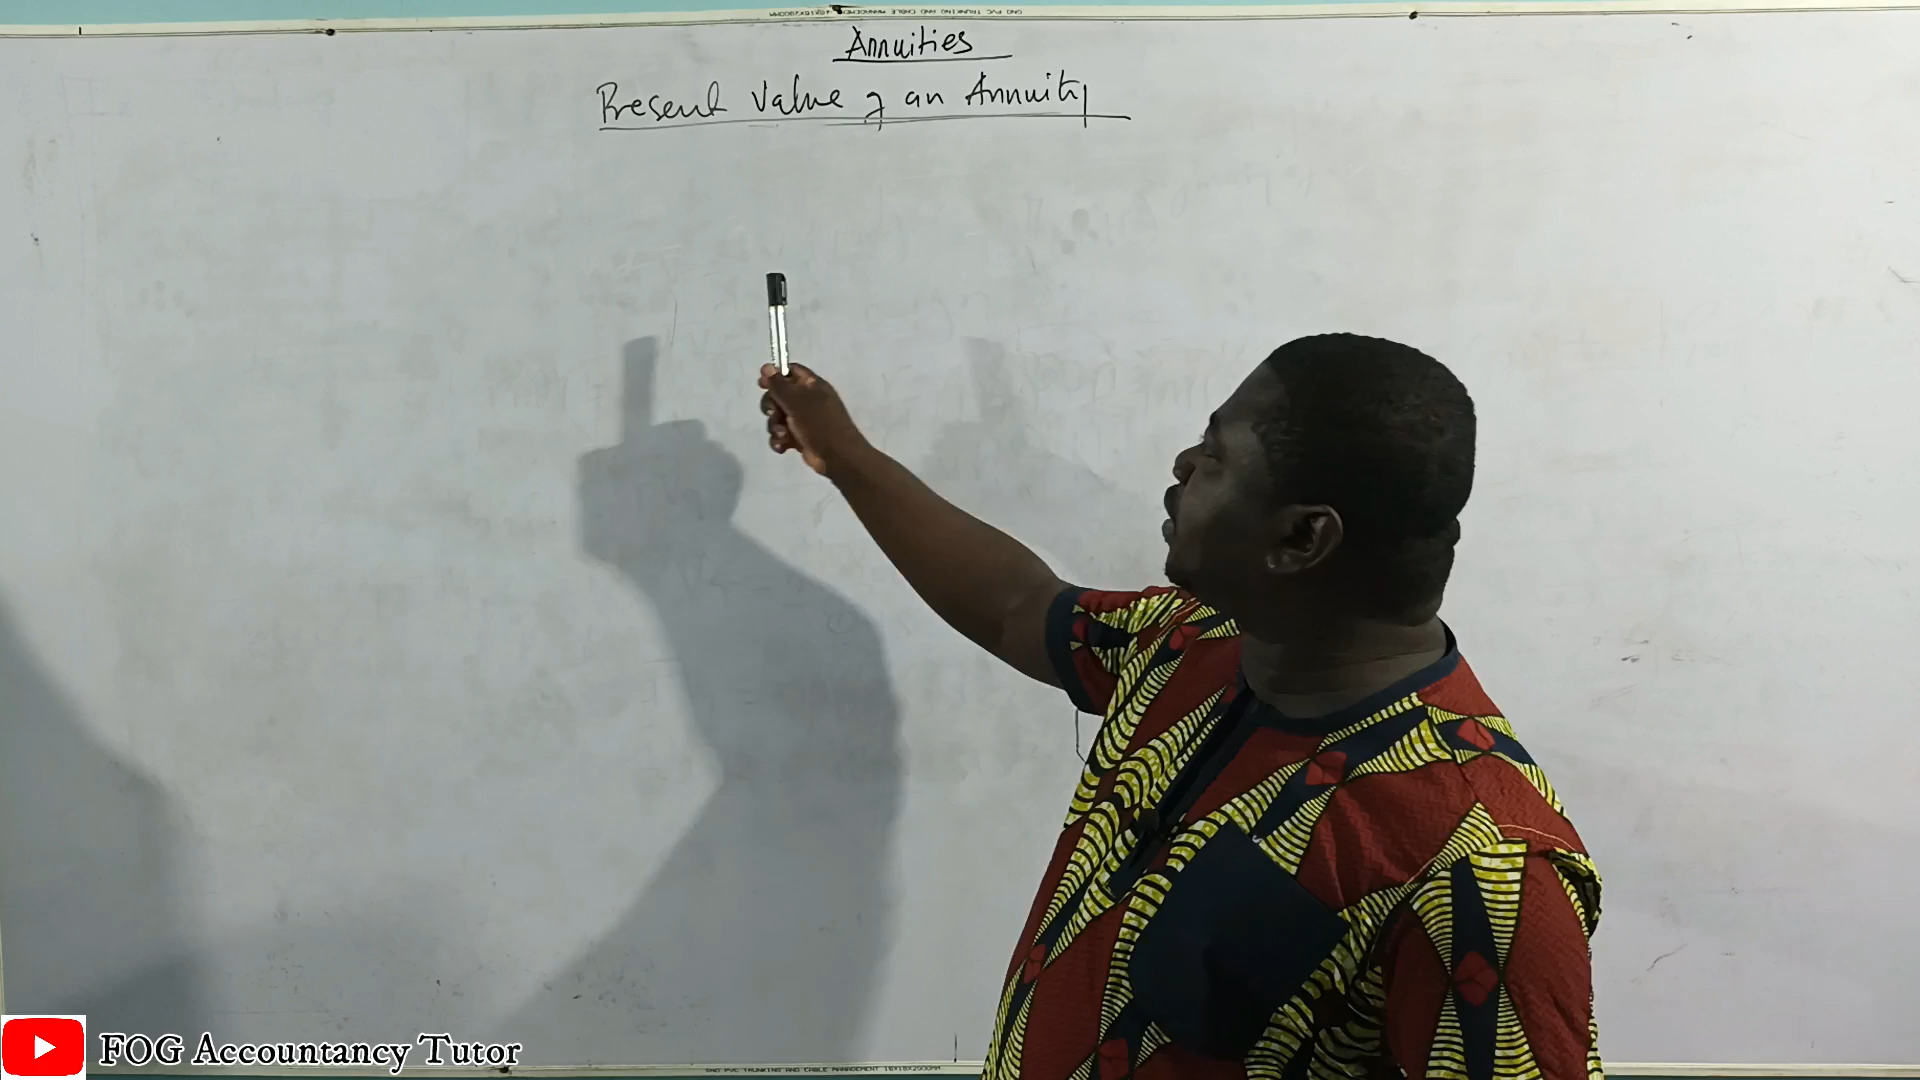 Annuities
Present Value of an Annuity
FOG Accountancy Tutor